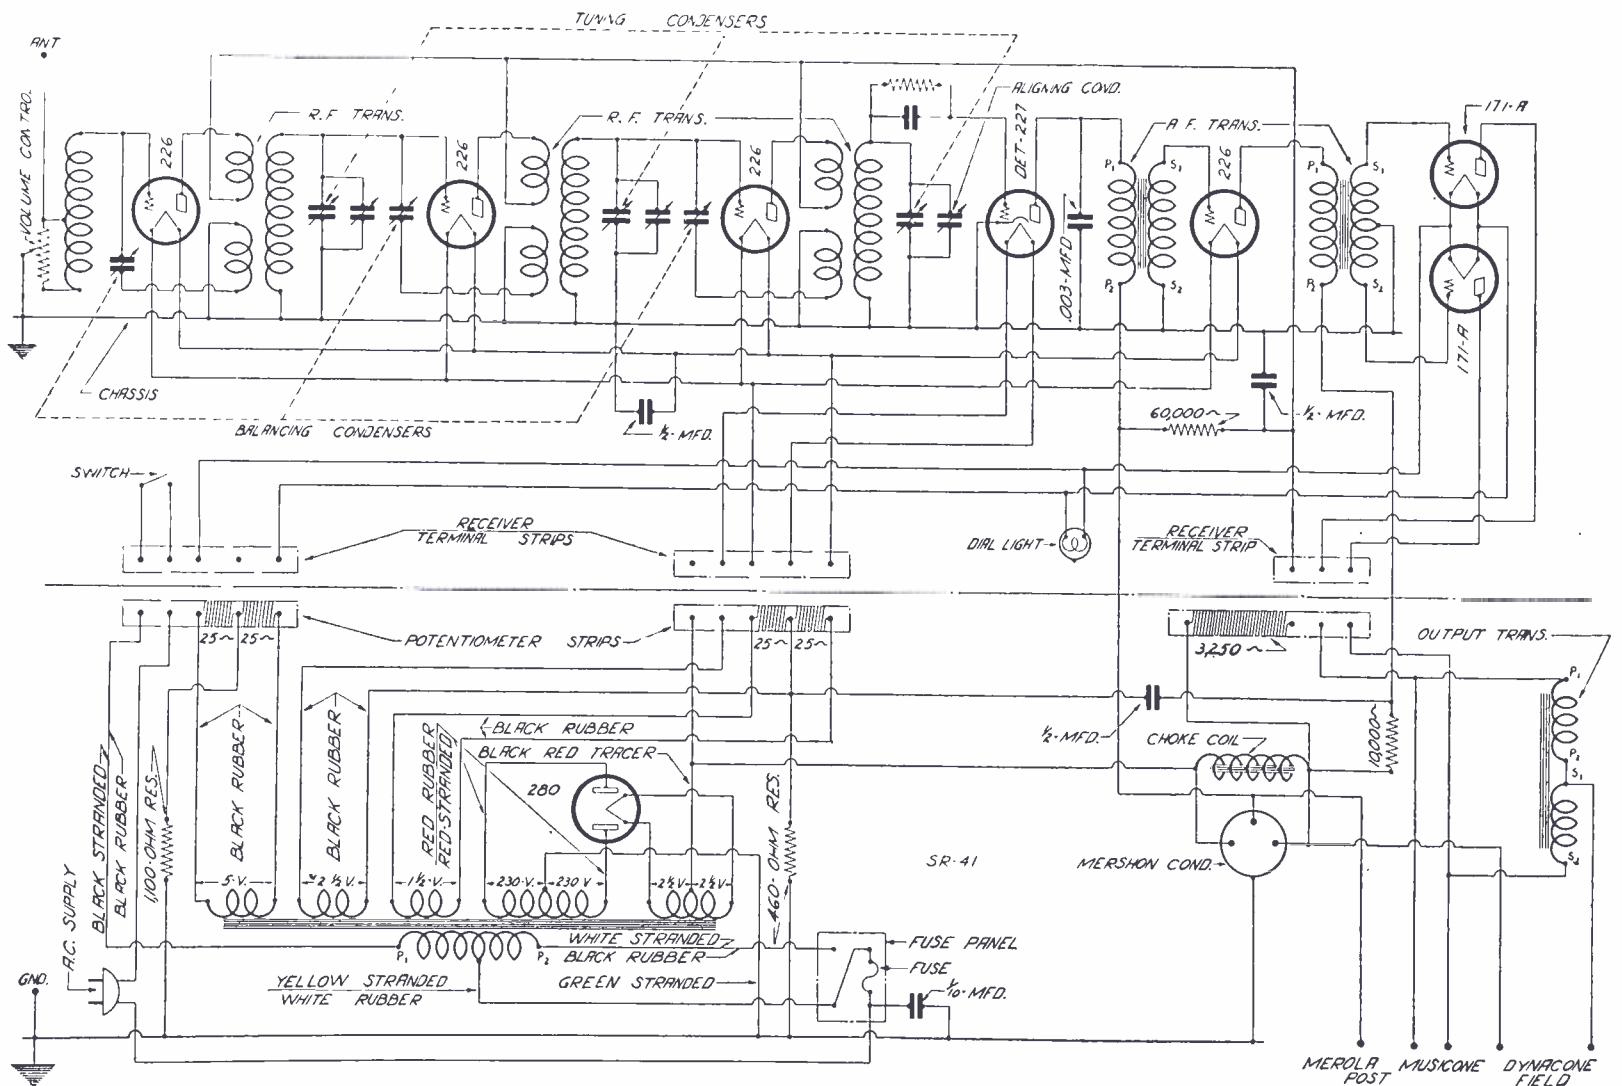 TUNING CONDENSERS
ANT
VOLUME CONTRO.
R.F TRANS.
R.F. TRANS.
ALIGNING COND.
A F. TRANS.
171-A
226
226
226
DET-227
226
P₁
S₁
P₁
S₁
P₂
S₂
P₂
S₂
.003-MFD
171-A
CHASSIS
BALANCING CONDENSERS
½-MFD.
60,000~
½-MFD.
SWITCH
RECEIVER
TERMINAL STRIPS
DIAL LIGHT
RECEIVER
TERMINAL STRIP
25~ 25~
POTENTIOMETER STRIPS
25~ 25~
3,250~
OUTPUT TRANS.
P₁
P₂
S₁
S₂
BLACK STRANDED
BLACK RUBBER
1,100-OHM RES.
BLACK RUBBER
BLACK RUBBER
RED RUBBER
RED-STRANDED
BLACK RUBBER
BLACK RED TRACER
280
½-MFD.
CHOKE COIL
10,000~
460-OHM RES.
SR-41
MERSHON COND.
5-V.
2 ½V.
1½-V.
230-V.
230 V
2½V
2½V.
A.C. SUPPLY
P₁
P₂
WHITE STRANDED
BLACK RUBBER
FUSE PANEL
FUSE
GND.
YELLOW STRANDED
WHITE RUBBER
GREEN STRANDED
1/10-MFD.
MEROLA
POST
MUSICONE
DYNACONE
FIELD